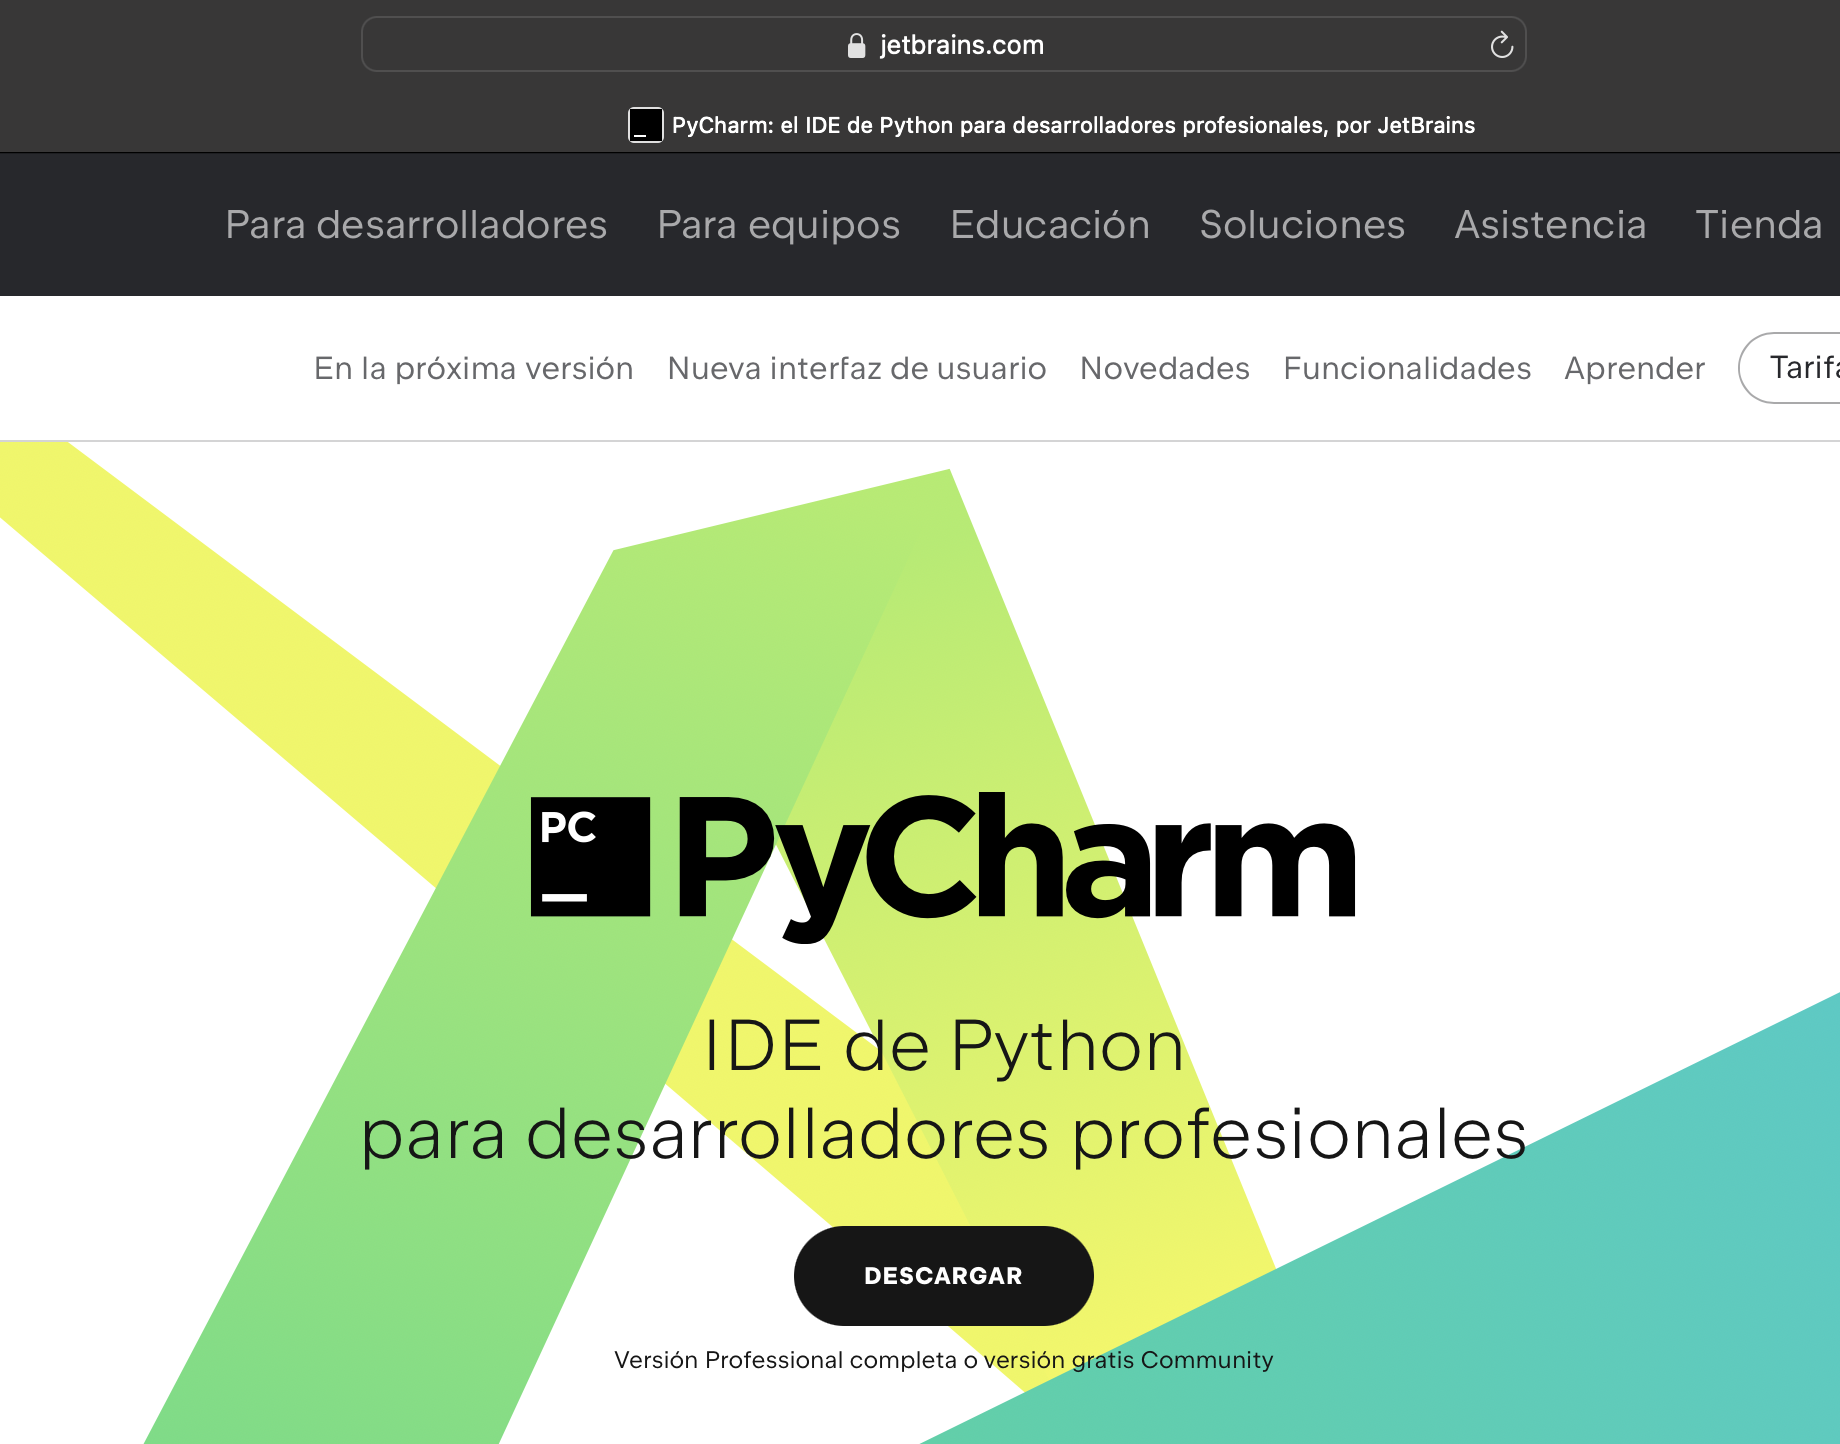 jetbrains.com
PyCharm: el IDE de Python para desarrolladores profesionales, por JetBrains
Para desarrolladores Para equipos Educación Soluciones Asistencia Tienda
En la próxima versión Nueva interfaz de usuario Novedades Funcionalidades Aprender
PC PyCharm
IDE de Python
para desarrolladores profesionales
DESCARGAR
Versión Professional completa o versión gratis Community